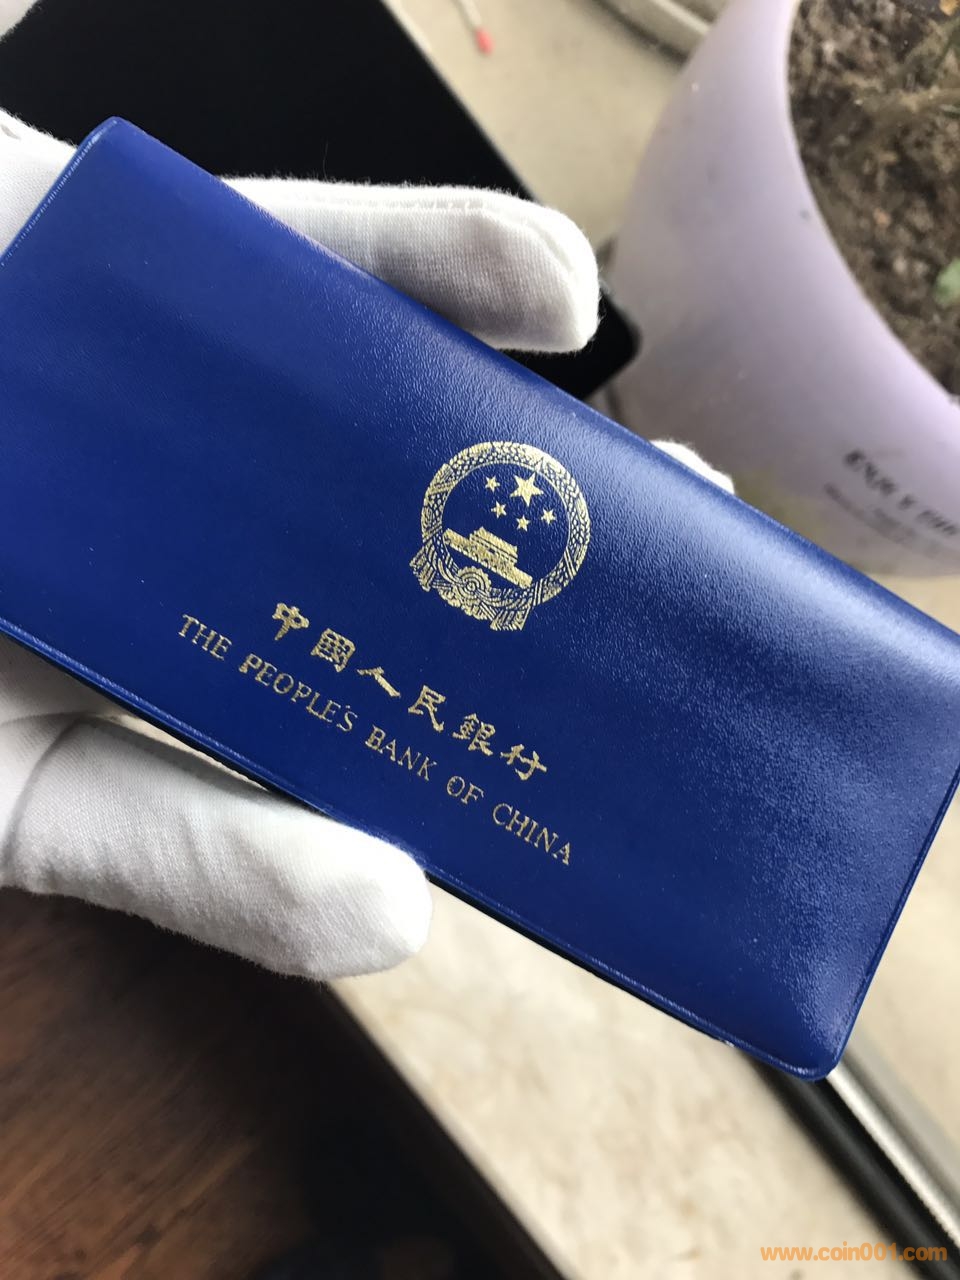 中國人民銀行
THE PEOPLE'S BANK OF CHINA
www.coin001.com